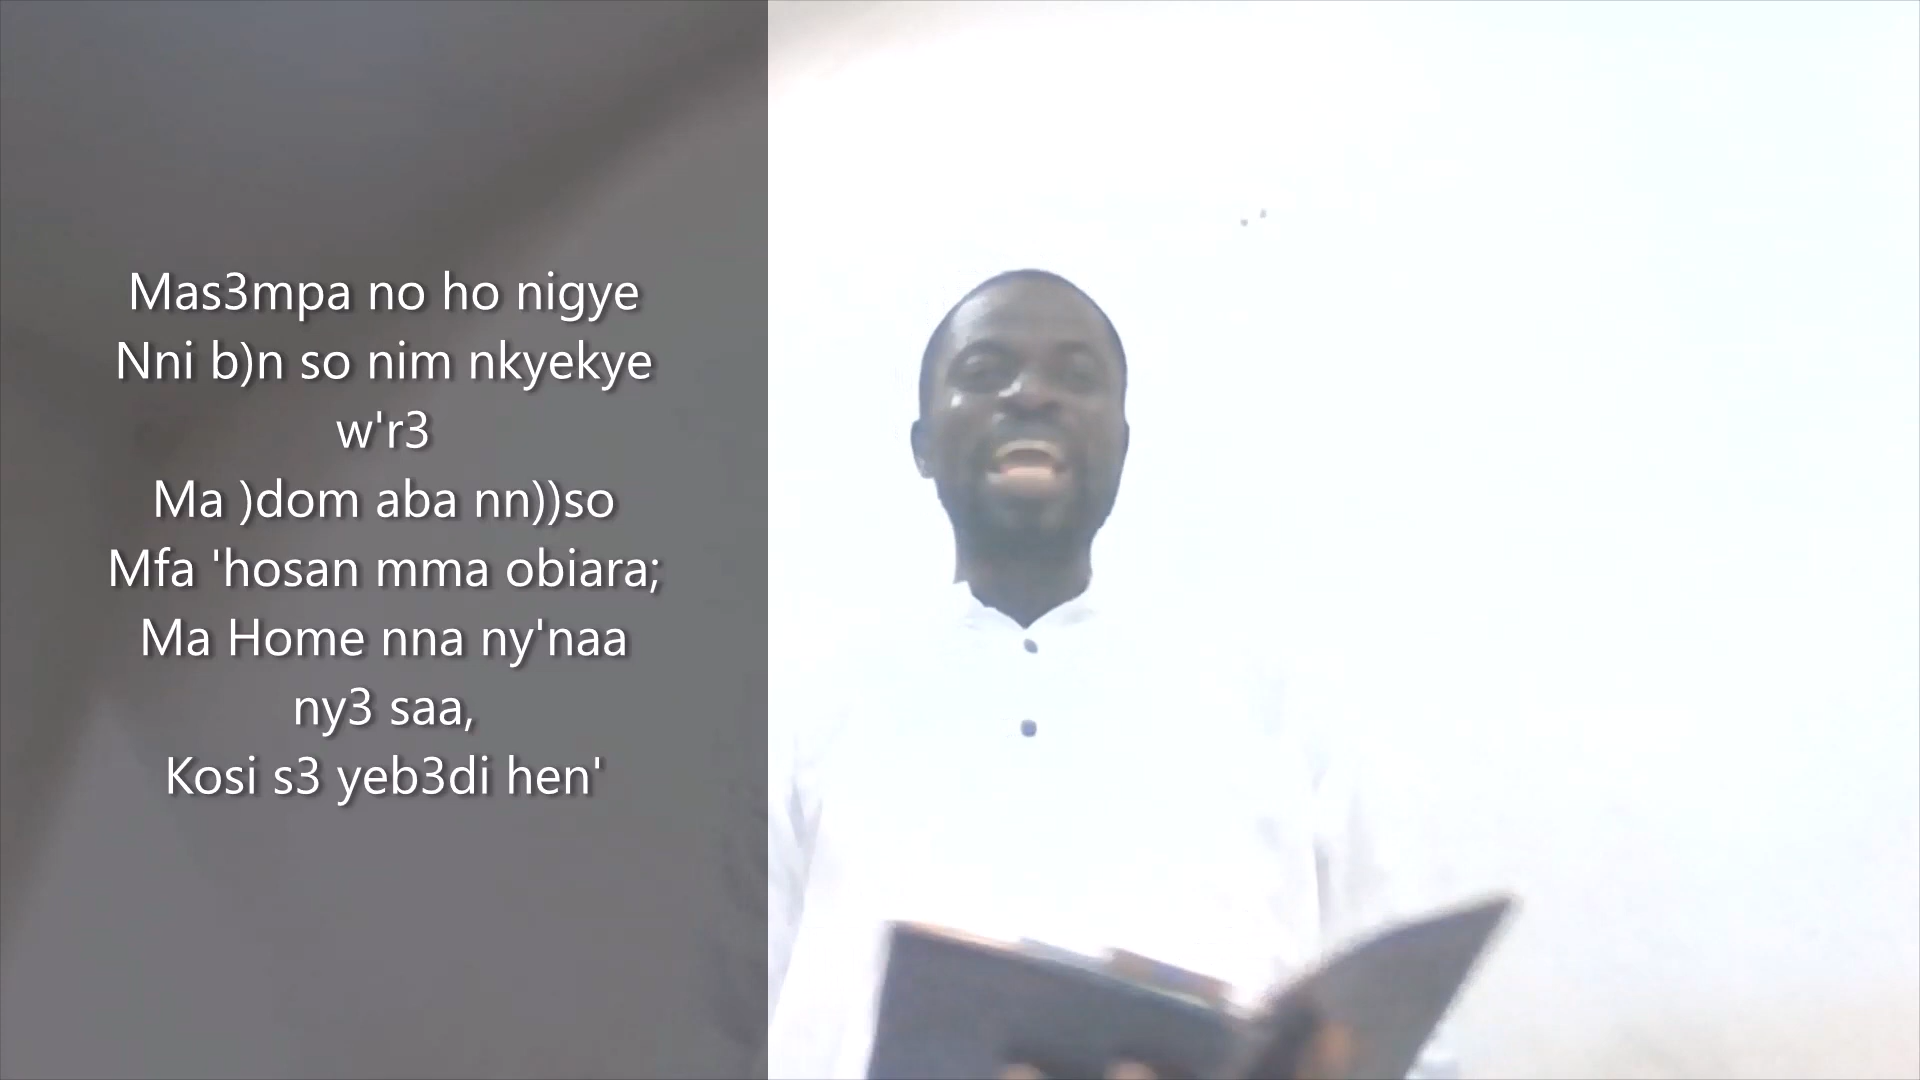 Mas3mpa no ho nigye
Nni b)n so nim nkyekye
w'r3
Ma )dom aba nn))so
Mfa 'hosan mma obiara;
Ma Home nna ny'naa
ny3 saa,
Kosi s3 yeb3di hen'